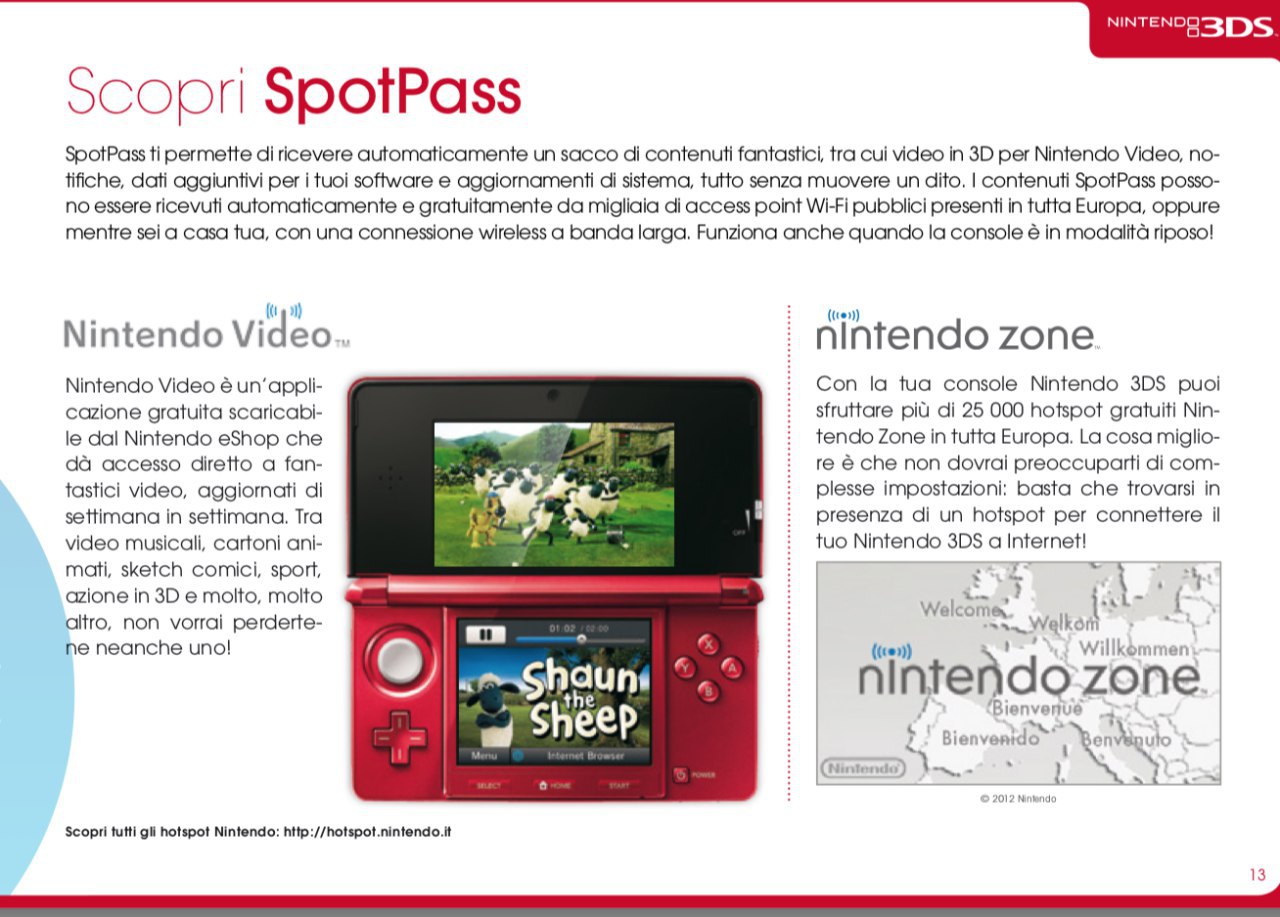 NINTENDO 3DS™
Scopri SpotPass
SpotPass ti permette di ricevere automaticamente un sacco di contenuti fantastici, tra cui video in 3D per Nintendo Video, no-
tifiche, dati aggiuntivi per i tuoi software e aggiornamenti di sistema, tutto senza muovere un dito. I contenuti SpotPass posso-
no essere ricevuti automaticamente e gratuitamente da migliaia di access point Wi-Fi pubblici presenti in tutta Europa, oppure
mentre sei a casa tua, con una connessione wireless a banda larga. Funziona anche quando la console è in modalità riposo!
Nintendo Video™
Nintendo Video è un'appli-
cazione gratuita scaricabi-
le dal Nintendo eShop che
dà accesso diretto a fan-
tastici video, aggiornati di
settimana in settimana. Tra
video musicali, cartoni ani-
mati, sketch comici, sport,
azione in 3D e molto, molto
altro, non vorrai perderte-
ne neanche uno!
OFF
01:02 / 02:00
Shaun
the
Sheep
Menu
Internet Browser
SELECT
HOME
START
X
Y
A
B
POWER
nintendo zone™
Con la tua console Nintendo 3DS puoi
sfruttare più di 25 000 hotspot gratuiti Nin-
tendo Zone in tutta Europa. La cosa miglio-
re è che non dovrai preoccuparti di com-
plesse impostazioni: basta che trovarsi in
presenza di un hotspot per connettere il
tuo Nintendo 3DS a Internet!
Welcome
Welkom
Willkommen
nintendo zone
Bienvenue
Bienvenido
Benvenuto
Nintendo®
© 2012 Nintendo
Scopri tutti gli hotspot Nintendo: http://hotspot.nintendo.it
13